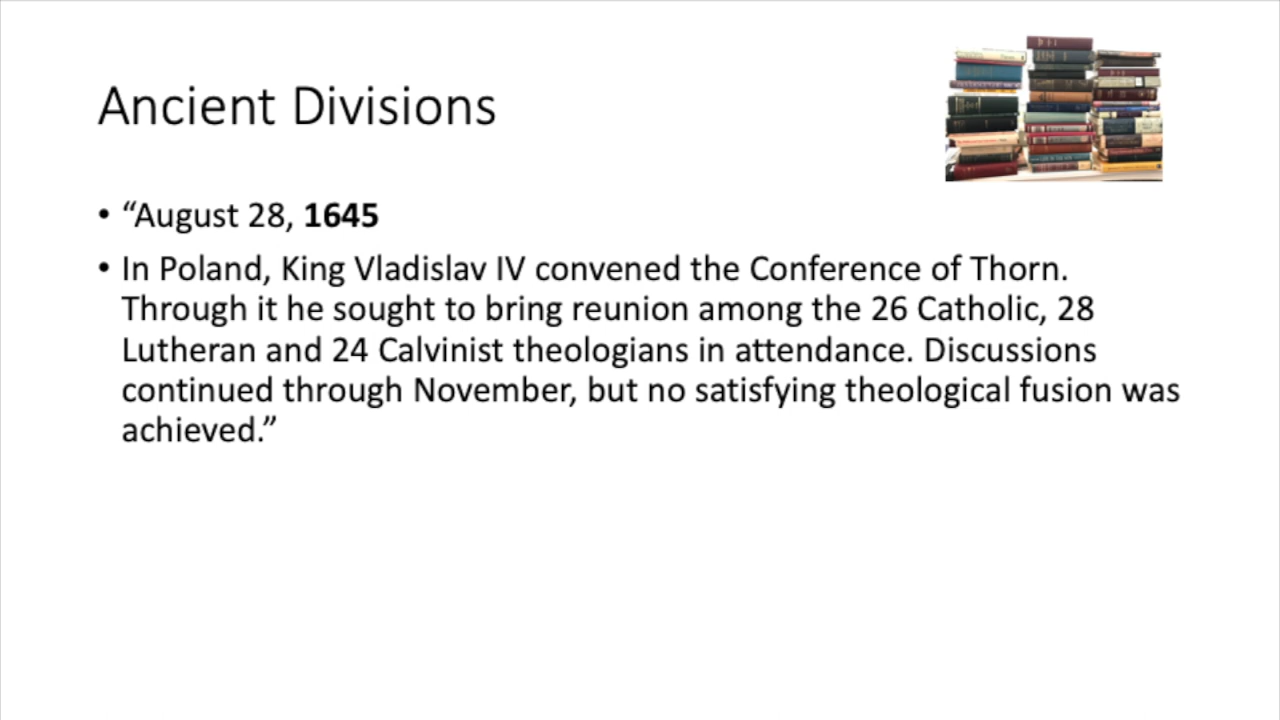 Ancient Divisions
• “August 28, 1645
• In Poland, King Vladislav IV convened the Conference of Thorn.
Through it he sought to bring reunion among the 26 Catholic, 28
Lutheran and 24 Calvinist theologians in attendance. Discussions
continued through November, but no satisfying theological fusion was
achieved.”